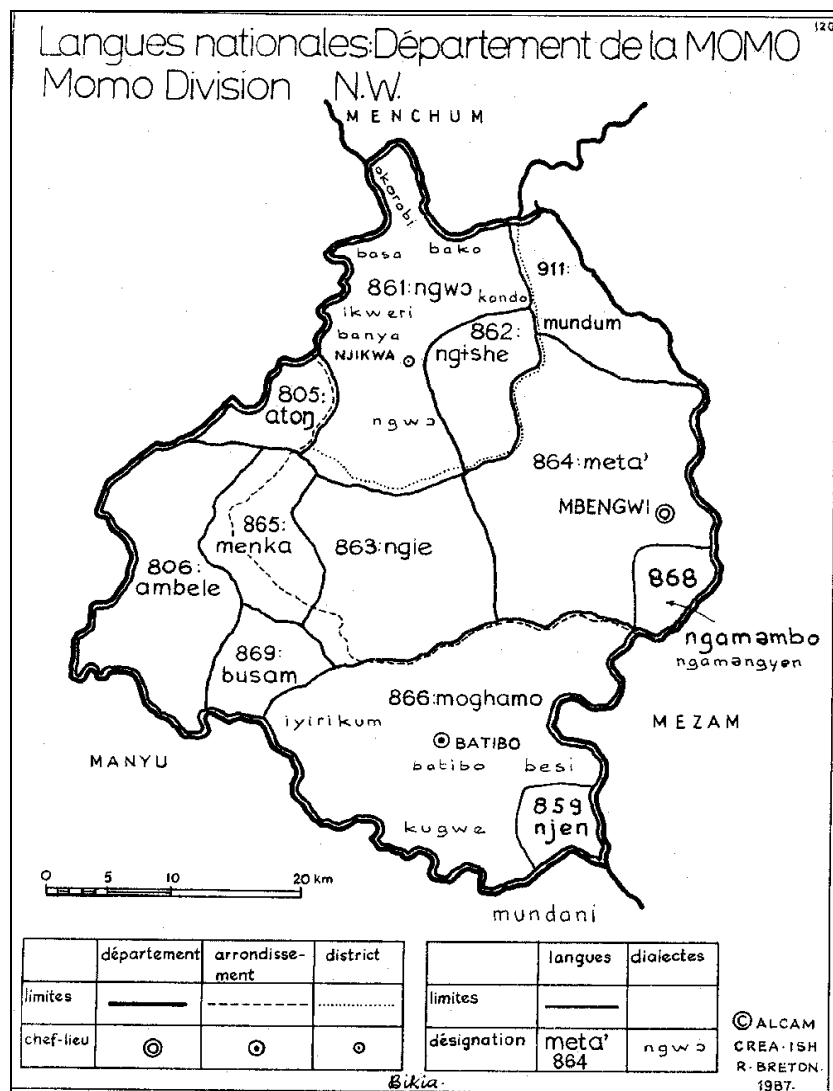 120
Langues nationales:Département de la MOMO
Momo Division N.W.
MENCHUM
okorobi
basa bako
911:
861:ngwɔ kondo
ikweri
mundum
banya
862:
NJIKWA
ngɨshe
805:
atoŋ
ngwɔ
864:meta'
MBENGWI
865:
menka
863:ngie
806:
ambele
868
ngamambo
ngamangyen
869:
busam
866:moghamo
iyirikum
MEZAM
BATIBO
MANYU
batibo besi
859
njen
kugwe
0 5 10 20 km
mundani
département arrondisse-
ment district
limites
chef-lieu
langues dialectes
limites
désignation meta'
864 ngwɔ
© ALCAM
CREA-ISH
R. BRETON.
1987.
Bikia.